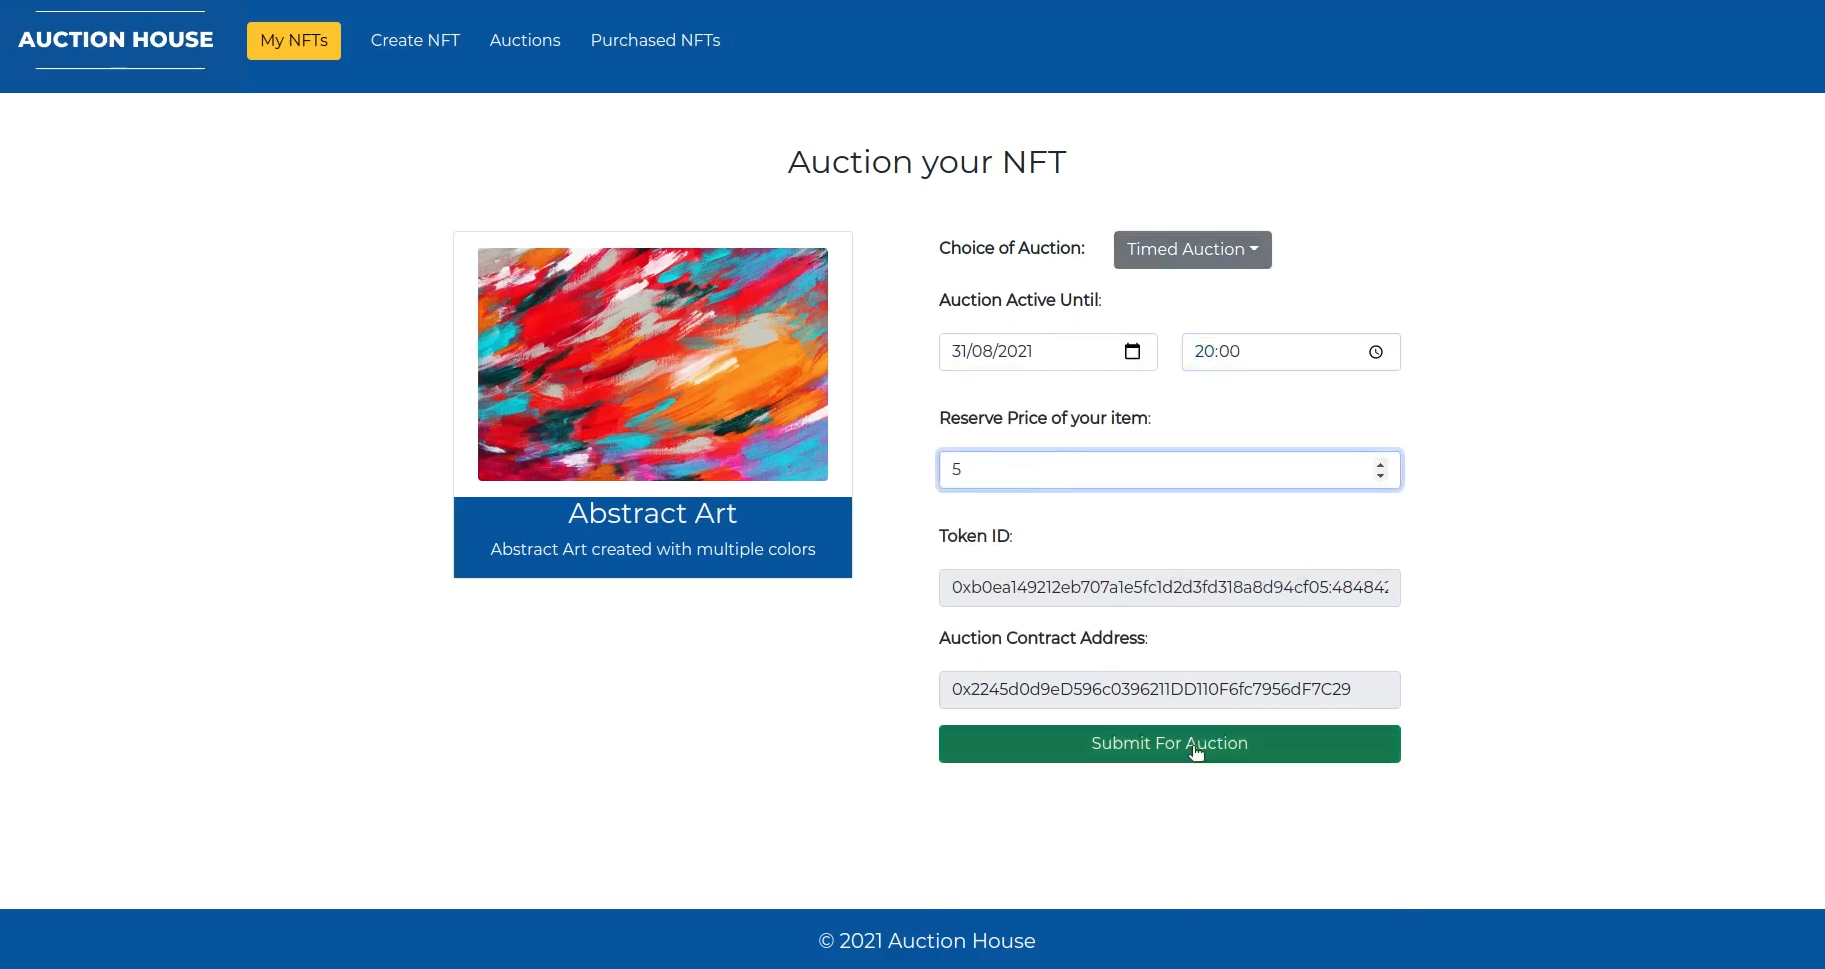 AUCTION HOUSE
My NFTs
Create NFT
Auctions
Purchased NFTs
Auction your NFT
Abstract Art
Abstract Art created with multiple colors
Choice of Auction:
Timed Auction
Auction Active Until:
31/08/2021
20:00
Reserve Price of your item:
5
Token ID:
0xb0ea149212eb707a1e5fc1d2d3fd318a8d94cf05:484842
Auction Contract Address:
0x2245d0d9eD596c0396211DD110F6fc7956dF7C29
Submit For Auction
© 2021 Auction House